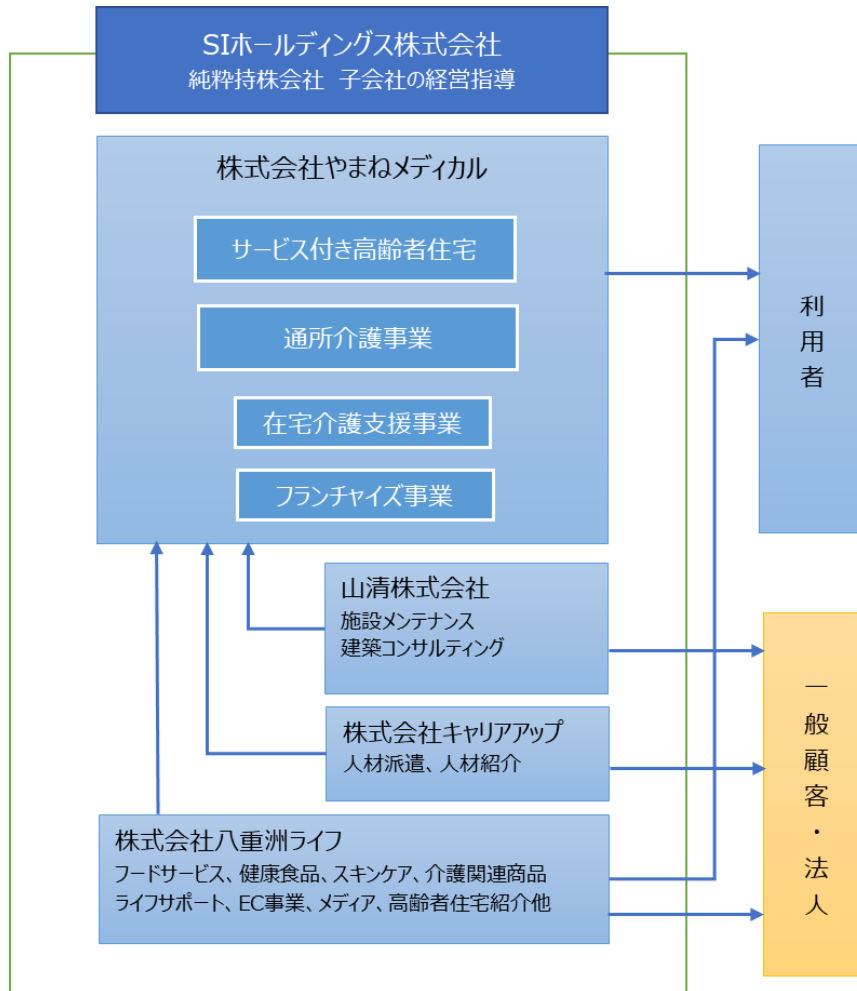 SIホールディングス株式会社
純粋持株会社 子会社の経営指導
株式会社やまねメディカル
サービス付き高齢者住宅
通所介護事業
在宅介護支援事業
フランチャイズ事業
山清株式会社
施設メンテナンス
建築コンサルティング
株式会社キャリアアップ
人材派遣、人材紹介
株式会社八重洲ライフ
フードサービス、健康食品、スキンケア、介護関連商品
ライフサポート、EC事業、メディア、高齢者住宅紹介他
利用者
一般顧客・法人